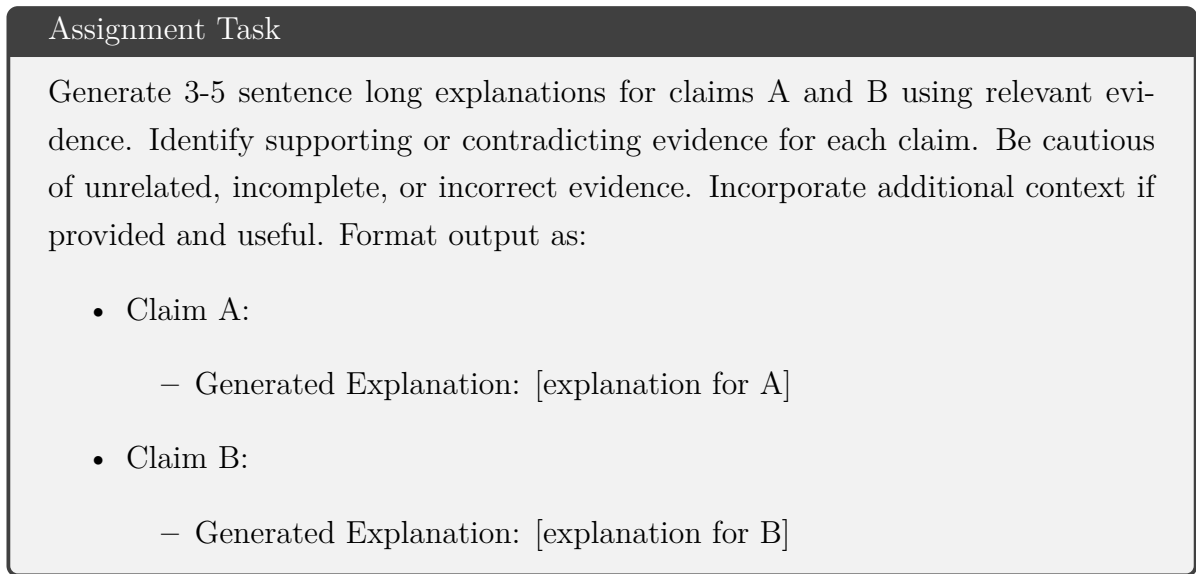 Assignment Task
Generate 3-5 sentence long explanations for claims A and B using relevant evi-
dence. Identify supporting or contradicting evidence for each claim. Be cautious
of unrelated, incomplete, or incorrect evidence. Incorporate additional context if
provided and useful. Format output as:
• Claim A:
– Generated Explanation: [explanation for A]
• Claim B:
– Generated Explanation: [explanation for B]